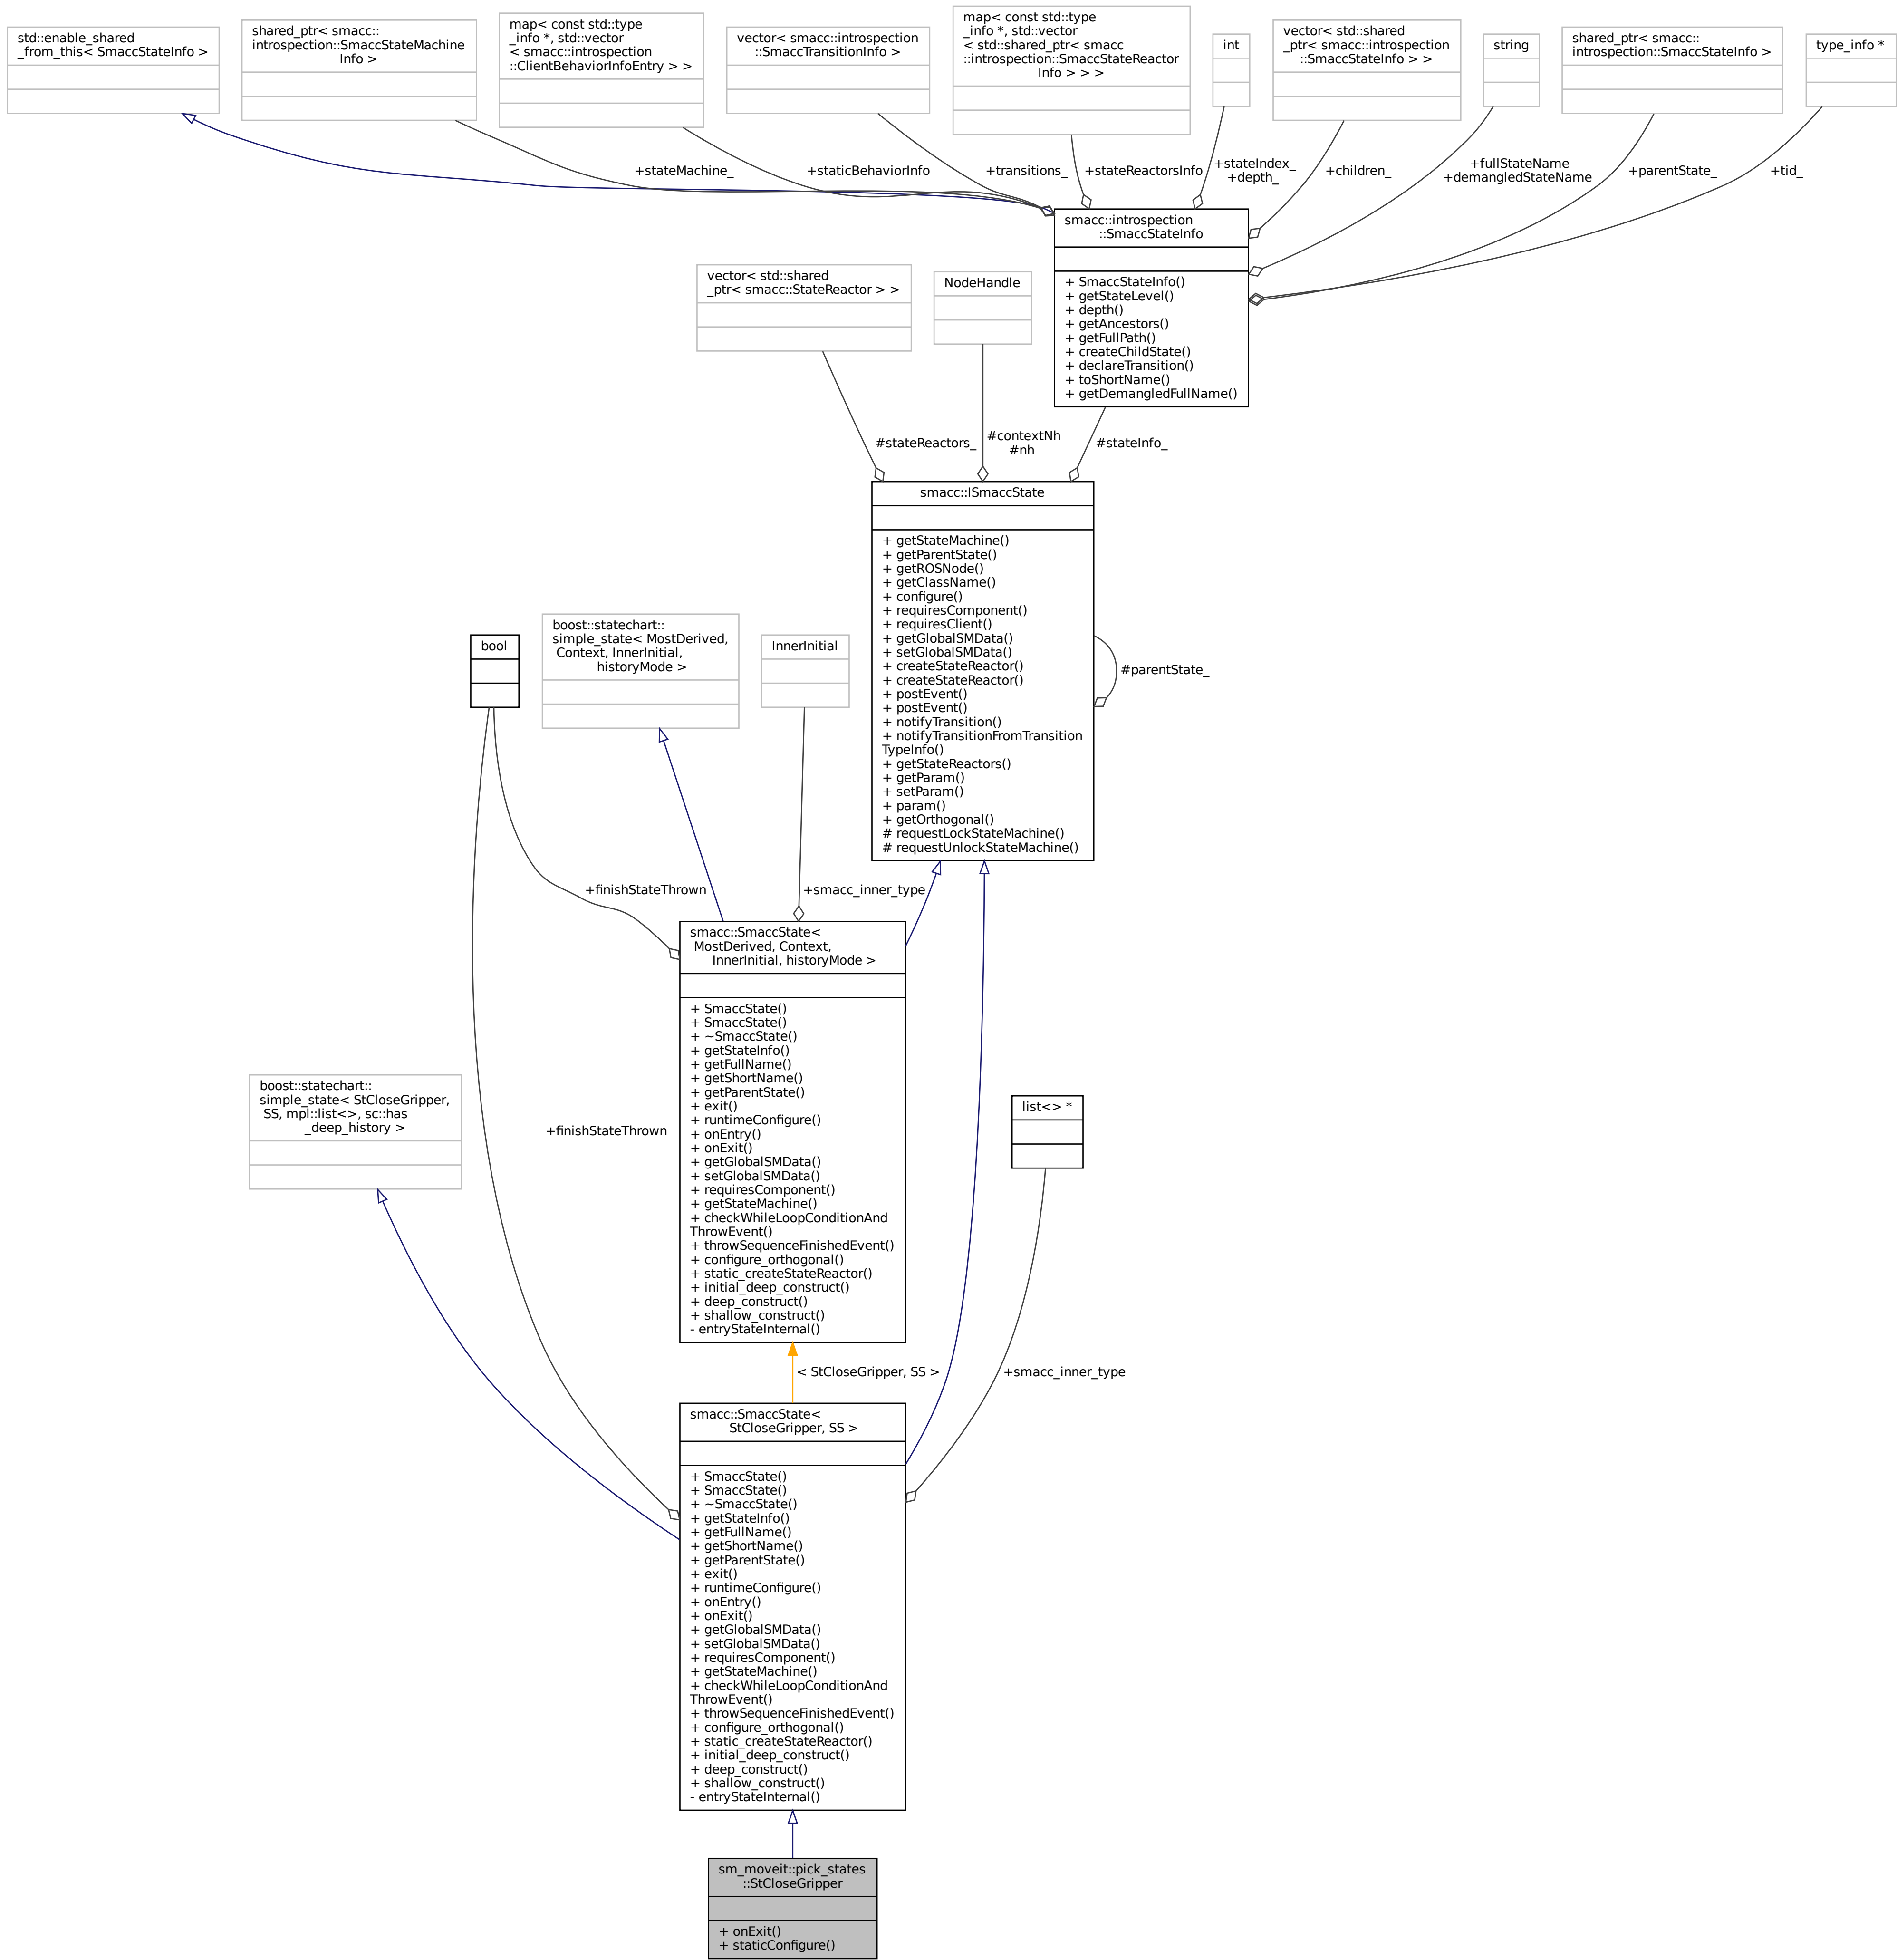 std::enable_shared
_from_this< SmaccStateInfo >
shared_ptr< smacc::
introspection::SmaccStateMachine
Info >
map< const std::type
_info *, std::vector
< smacc::introspection
::ClientBehaviorInfoEntry > >
vector< smacc::introspection
::SmaccTransitionInfo >
map< const std::type
_info *, std::vector
< std::shared_ptr< smacc
::introspection::SmaccStateReactor
Info > > >
int
vector< std::shared
_ptr< smacc::introspection
::SmaccStateInfo > >
string
shared_ptr< smacc::
introspection::SmaccStateInfo >
type_info *
+stateMachine_
+staticBehaviorInfo
+transitions_
+stateReactorsInfo
+stateIndex_
+depth_
+children_
+fullStateName
+demangledStateName
+parentState_
+tid_
smacc::introspection
::SmaccStateInfo
+ SmaccStateInfo()
+ getStateLevel()
+ depth()
+ getAncestors()
+ getFullPath()
+ createChildState()
+ declareTransition()
+ toShortName()
+ getDemangledFullName()
vector< std::shared
_ptr< smacc::StateReactor > >
NodeHandle
#stateReactors_
#contextNh
#nh
#stateInfo_
smacc::ISmaccState
+ getStateMachine()
+ getParentState()
+ getROSNode()
+ getClassName()
+ configure()
+ requiresComponent()
+ requiresClient()
+ getGlobalSMData()
+ setGlobalSMData()
+ createStateReactor()
+ createStateReactor()
+ postEvent()
+ postEvent()
+ notifyTransition()
+ notifyTransitionFromTransition
TypeInfo()
+ getStateReactors()
+ getParam()
+ setParam()
+ param()
+ getOrthogonal()
# requestLockStateMachine()
# requestUnlockStateMachine()
#parentState_
bool
boost::statechart::
simple_state< MostDerived,
Context, InnerInitial,
historyMode >
InnerInitial
+finishStateThrown
+smacc_inner_type
smacc::SmaccState<
MostDerived, Context,
InnerInitial, historyMode >
+ SmaccState()
+ SmaccState()
+ ~SmaccState()
+ getStateInfo()
+ getFullName()
+ getShortName()
+ getParentState()
+ exit()
+ runtimeConfigure()
+ onEntry()
+ onExit()
+ getGlobalSMData()
+ setGlobalSMData()
+ requiresComponent()
+ getStateMachine()
+ checkWhileLoopConditionAnd
ThrowEvent()
+ throwSequenceFinishedEvent()
+ configure_orthogonal()
+ static_createStateReactor()
+ initial_deep_construct()
+ deep_construct()
+ shallow_construct()
- entryStateInternal()
boost::statechart::
simple_state< StCloseGripper,
SS, mpl::list<>, sc::has
_deep_history >
+finishStateThrown
list<> *
< StCloseGripper, SS >
+smacc_inner_type
smacc::SmaccState<
StCloseGripper, SS >
+ SmaccState()
+ SmaccState()
+ ~SmaccState()
+ getStateInfo()
+ getFullName()
+ getShortName()
+ getParentState()
+ exit()
+ runtimeConfigure()
+ onEntry()
+ onExit()
+ getGlobalSMData()
+ setGlobalSMData()
+ requiresComponent()
+ getStateMachine()
+ checkWhileLoopConditionAnd
ThrowEvent()
+ throwSequenceFinishedEvent()
+ configure_orthogonal()
+ static_createStateReactor()
+ initial_deep_construct()
+ deep_construct()
+ shallow_construct()
- entryStateInternal()
sm_moveit::pick_states
::StCloseGripper
+ onExit()
+ staticConfigure()